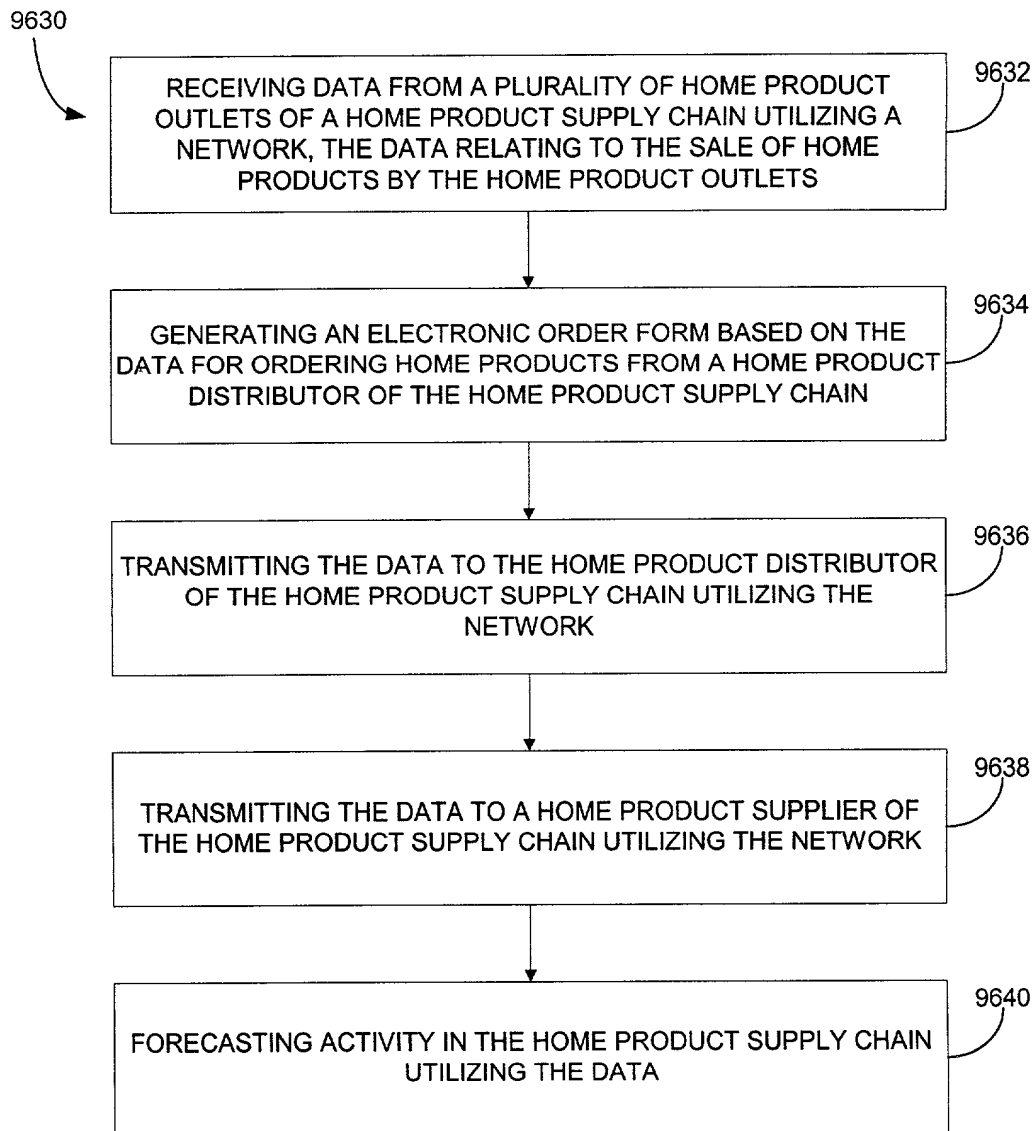 9630
RECEIVING DATA FROM A PLURALITY OF HOME PRODUCT
OUTLETS OF A HOME PRODUCT SUPPLY CHAIN UTILIZING A
NETWORK, THE DATA RELATING TO THE SALE OF HOME
PRODUCTS BY THE HOME PRODUCT OUTLETS
9632
GENERATING AN ELECTRONIC ORDER FORM BASED ON THE
DATA FOR ORDERING HOME PRODUCTS FROM A HOME PRODUCT
DISTRIBUTOR OF THE HOME PRODUCT SUPPLY CHAIN
9634
TRANSMITTING THE DATA TO THE HOME PRODUCT DISTRIBUTOR
OF THE HOME PRODUCT SUPPLY CHAIN UTILIZING THE
NETWORK
9636
TRANSMITTING THE DATA TO A HOME PRODUCT SUPPLIER OF
THE HOME PRODUCT SUPPLY CHAIN UTILIZING THE NETWORK
9638
FORECASTING ACTIVITY IN THE HOME PRODUCT SUPPLY CHAIN
UTILIZING THE DATA
9640